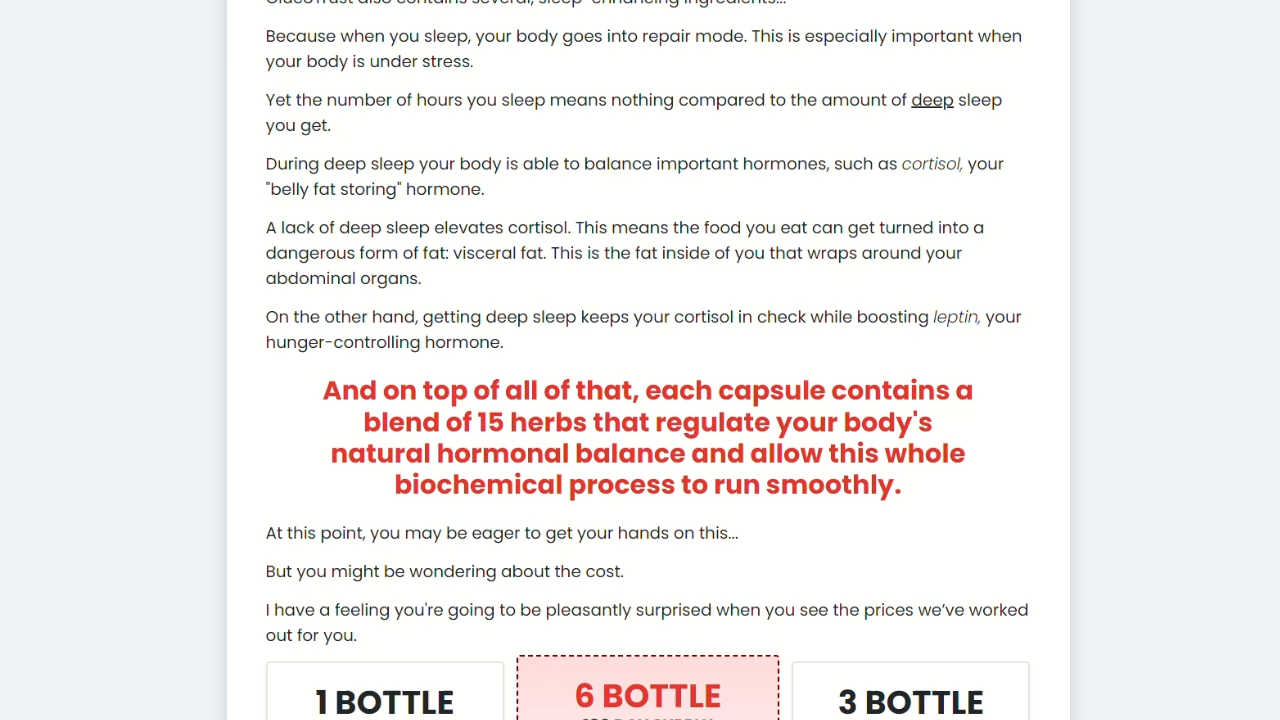 GlucoTrust also contains several, sleep-enhancing ingredients...
Because when you sleep, your body goes into repair mode. This is especially important when
your body is under stress.
Yet the number of hours you sleep means nothing compared to the amount of deep sleep
you get.
During deep sleep your body is able to balance important hormones, such as cortisol, your
"belly fat storing" hormone.
A lack of deep sleep elevates cortisol. This means the food you eat can get turned into a
dangerous form of fat: visceral fat. This is the fat inside of you that wraps around your
abdominal organs.
On the other hand, getting deep sleep keeps your cortisol in check while boosting leptin, your
hunger-controlling hormone.
And on top of all of that, each capsule contains a
blend of 15 herbs that regulate your body's
natural hormonal balance and allow this whole
biochemical process to run smoothly.
At this point, you may be eager to get your hands on this...
But you might be wondering about the cost.
I have a feeling you're going to be pleasantly surprised when you see the prices we’ve worked
out for you.
1 BOTTLE
6 BOTTLE
3 BOTTLE